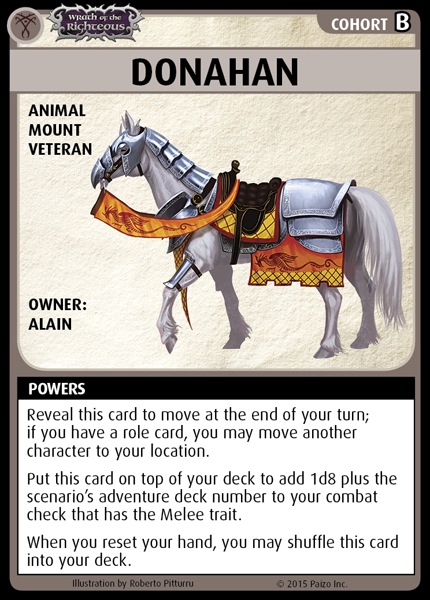 Wrath of the
Righteous
COHORT B
DONAHAN
ANIMAL
MOUNT
VETERAN
OWNER:
ALAIN
POWERS
Reveal this card to move at the end of your turn;
if you have a role card, you may move another
character to your location.
Put this card on top of your deck to add 1d8 plus the
scenario's adventure deck number to your combat
check that has the Melee trait.
When you reset your hand, you may shuffle this card
into your deck.
Illustration by Roberto Pitturru
© 2015 Paizo Inc.